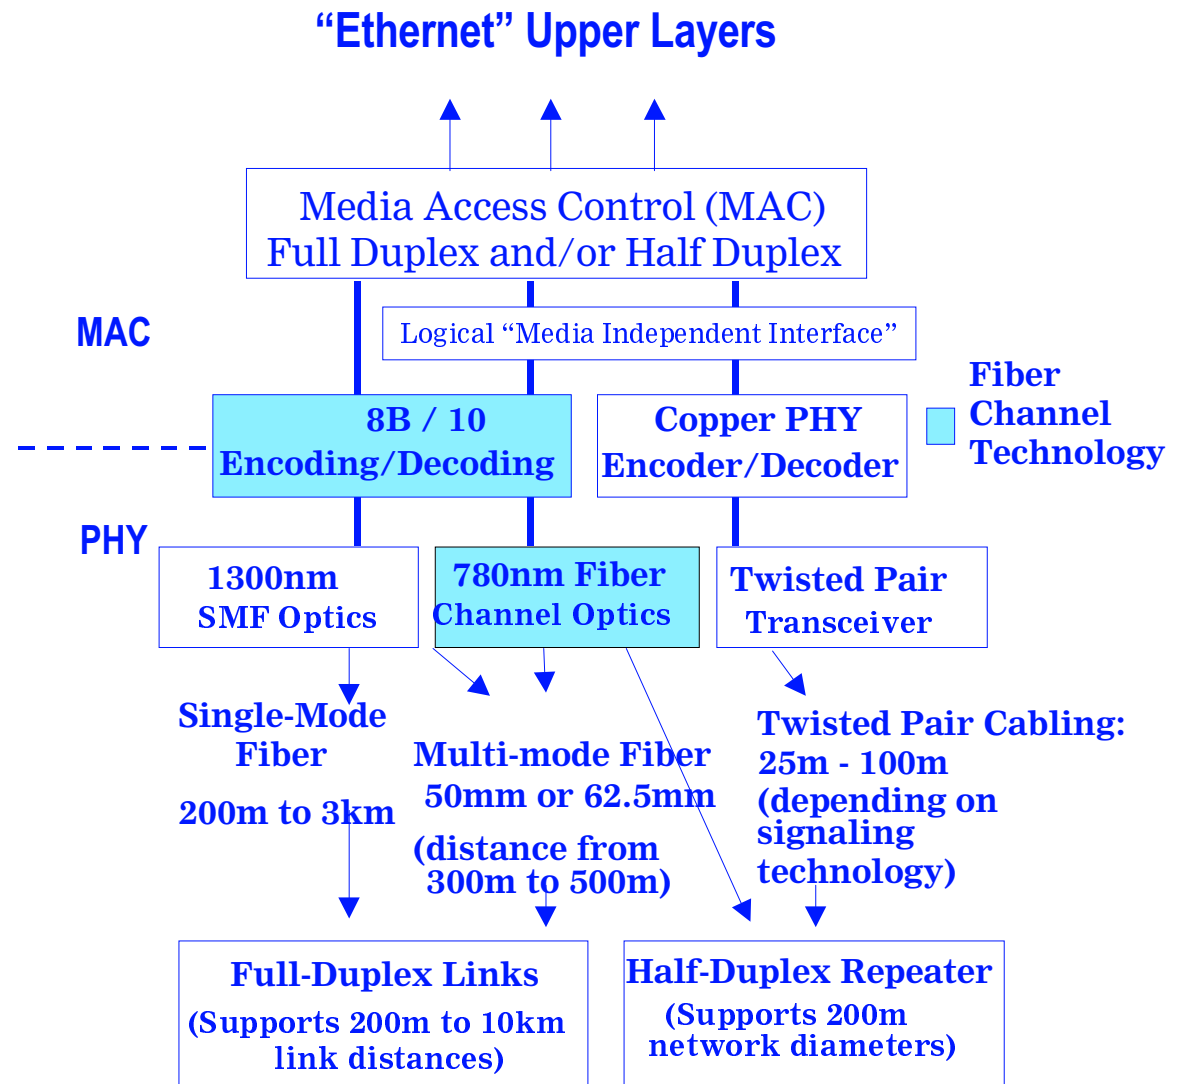 “Ethernet” Upper Layers
Media Access Control (MAC)
Full Duplex and/or Half Duplex
MAC
Logical “Media Independent Interface”
Fiber
Channel
Technology
8B / 10
Encoding/Decoding
Copper PHY
Encoder/Decoder
PHY
1300nm
SMF Optics
780nm Fiber
Channel Optics
Twisted Pair
Transceiver
Single-Mode
Fiber
200m to 3km
Multi-mode Fiber
50mm or 62.5mm
(distance from
300m to 500m)
Twisted Pair Cabling:
25m - 100m
(depending on
signaling
technology)
Full-Duplex Links
(Supports 200m to 10km
link distances)
Half-Duplex Repeater
(Supports 200m
network diameters)